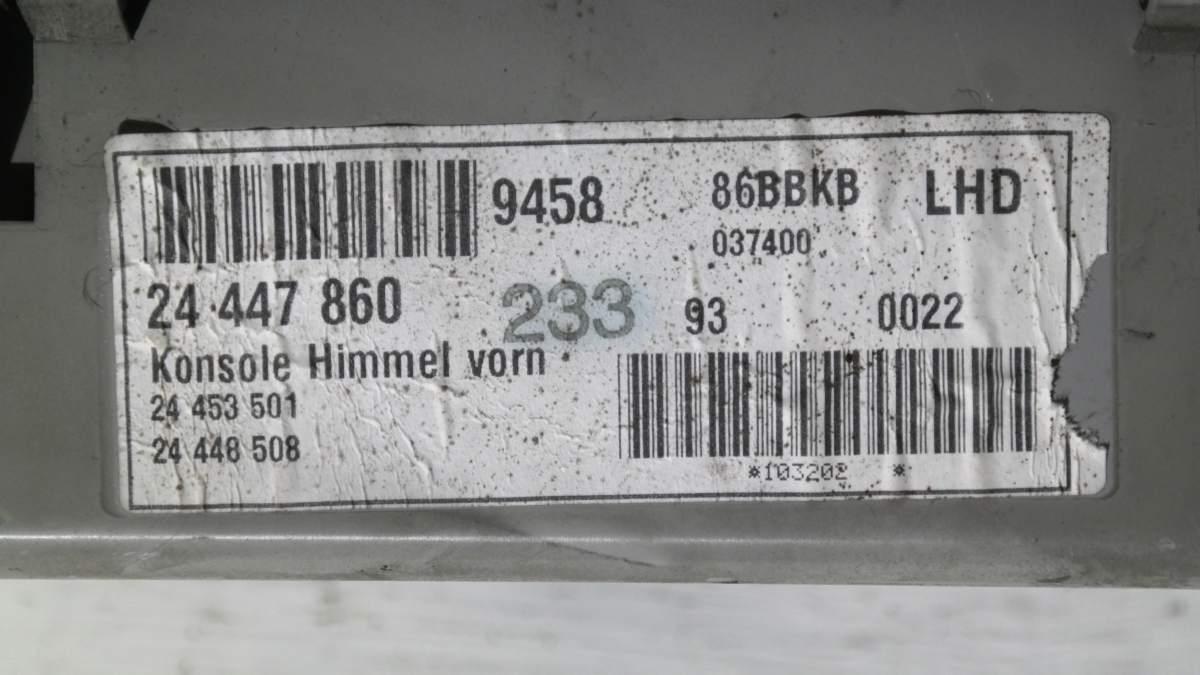 9458 86BBKB LHD
037400
24 447 860 233 93 0022
Konsole Himmel vorn
24 453 501
24 448 508
*103202 *